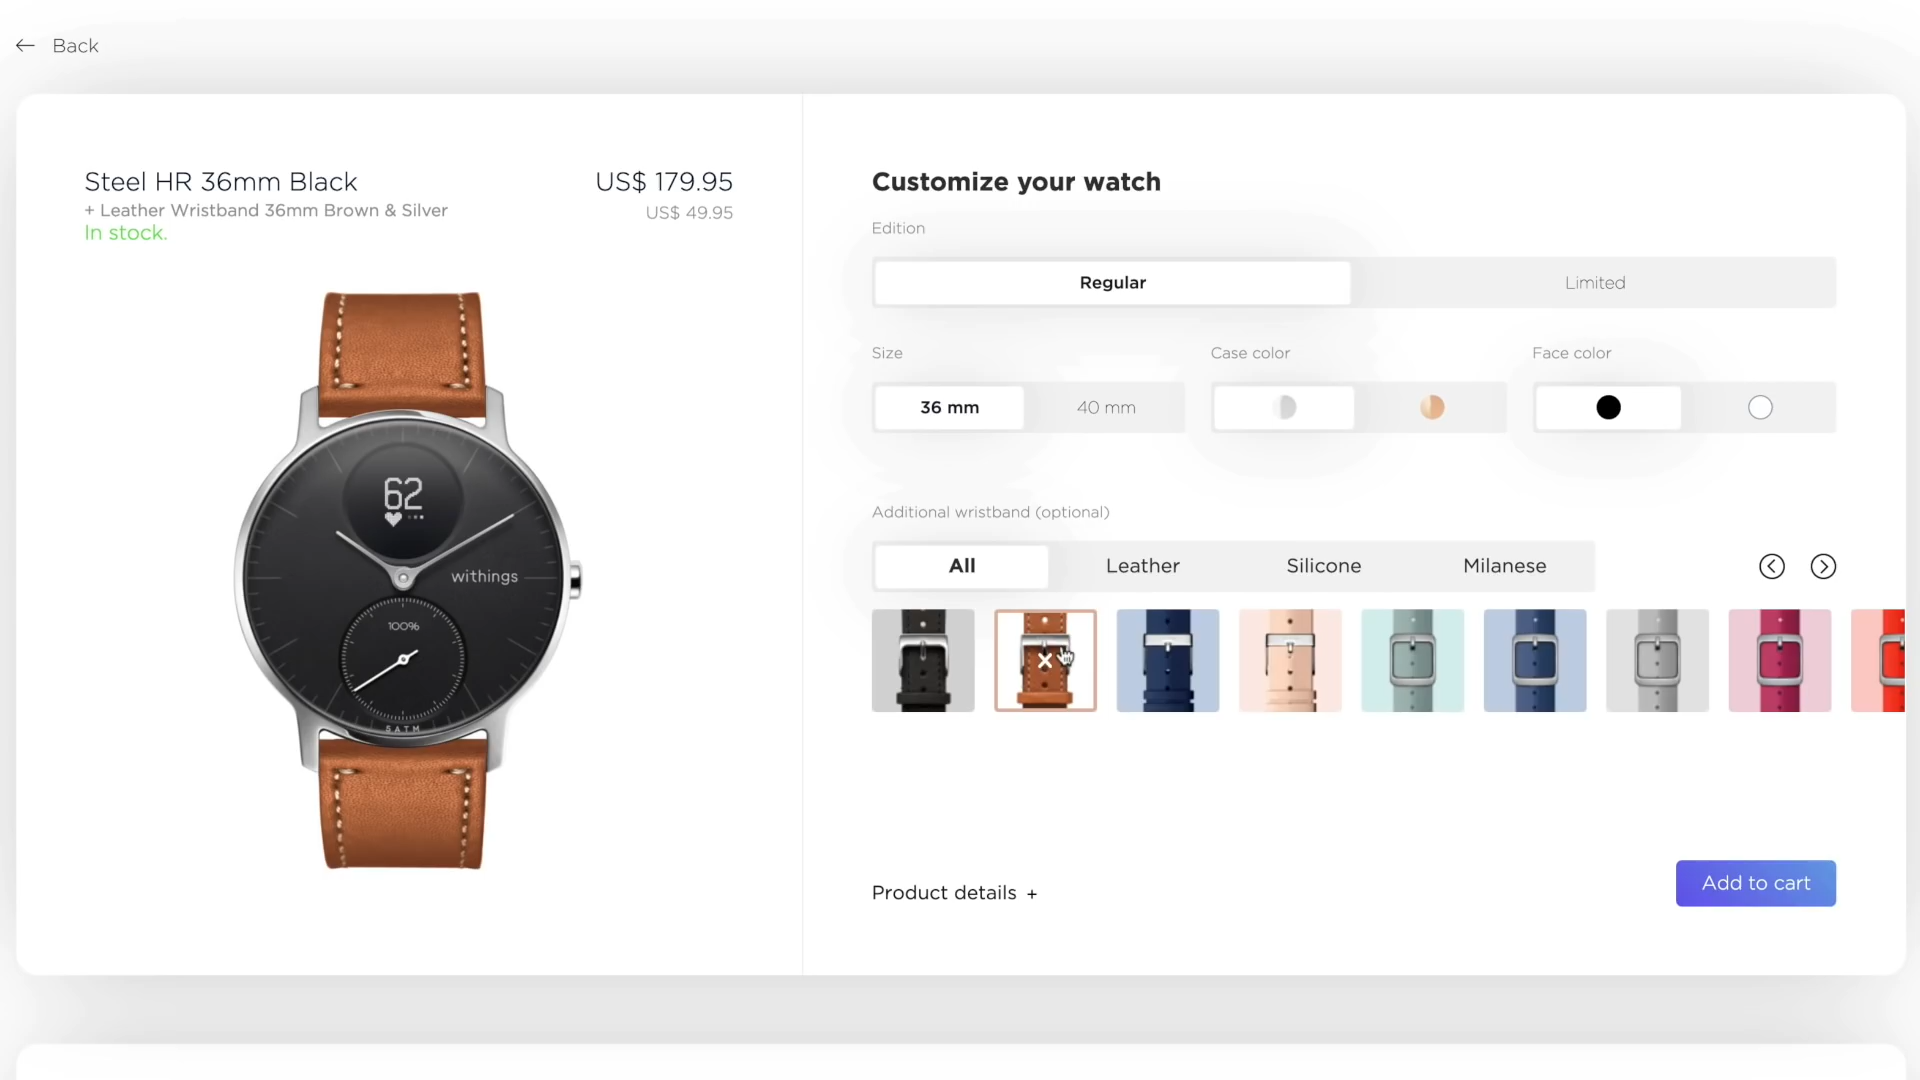 Back
Steel HR 36mm Black
US$ 179.95
+ Leather Wristband 36mm Brown & Silver
US$ 49.95
In stock.
62
withings
100%
5 ATM
Customize your watch
Edition
Regular
Limited
Size
Case color
Face color
36 mm
40 mm
Additional wristband (optional)
All
Leather
Silicone
Milanese
Product details +
Add to cart